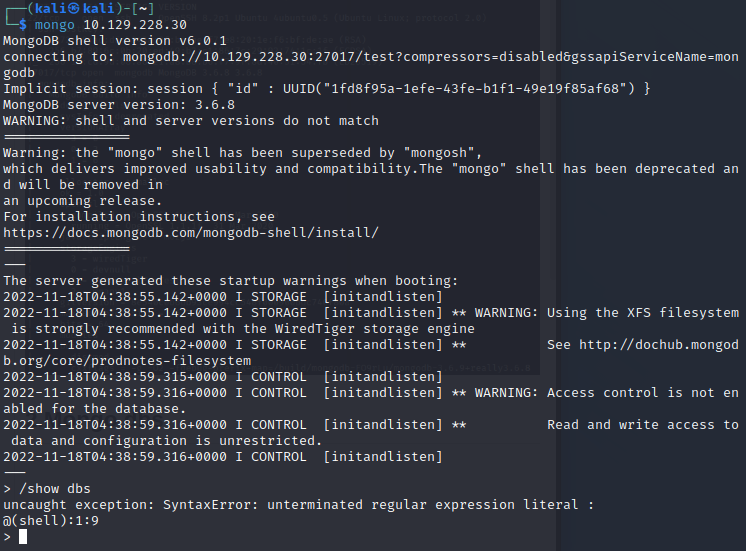 (kali㉿kali)-[~]
$ mongo 10.129.228.30
MongoDB shell version v6.0.1
connecting to: mongodb://10.129.228.30:27017/test?compressors=disabled&gssapiServiceName=mon
godb
Implicit session: session { "id" : UUID("1fd8f95a-1efe-43fe-b1f1-49e19f85af68") }
MongoDB server version: 3.6.8
WARNING: shell and server versions do not match
================
Warning: the "mongo" shell has been superseded by "mongosh",
which delivers improved usability and compatibility.The "mongo" shell has been deprecated an
d will be removed in
an upcoming release.
For installation instructions, see
https://docs.mongodb.com/mongodb-shell/install/
================
---
The server generated these startup warnings when booting:
2022-11-18T04:38:55.142+0000 I STORAGE  [initandlisten]
2022-11-18T04:38:55.142+0000 I STORAGE  [initandlisten] ** WARNING: Using the XFS filesystem
 is strongly recommended with the WiredTiger storage engine
2022-11-18T04:38:55.142+0000 I STORAGE  [initandlisten] **          See http://dochub.mongod
b.org/core/prodnotes-filesystem
2022-11-18T04:38:59.315+0000 I CONTROL  [initandlisten]
2022-11-18T04:38:59.316+0000 I CONTROL  [initandlisten] ** WARNING: Access control is not en
abled for the database.
2022-11-18T04:38:59.316+0000 I CONTROL  [initandlisten] **          Read and write access to
 data and configuration is unrestricted.
2022-11-18T04:38:59.316+0000 I CONTROL  [initandlisten]
---
> /show dbs
uncaught exception: SyntaxError: unterminated regular expression literal :
@(shell):1:9
>